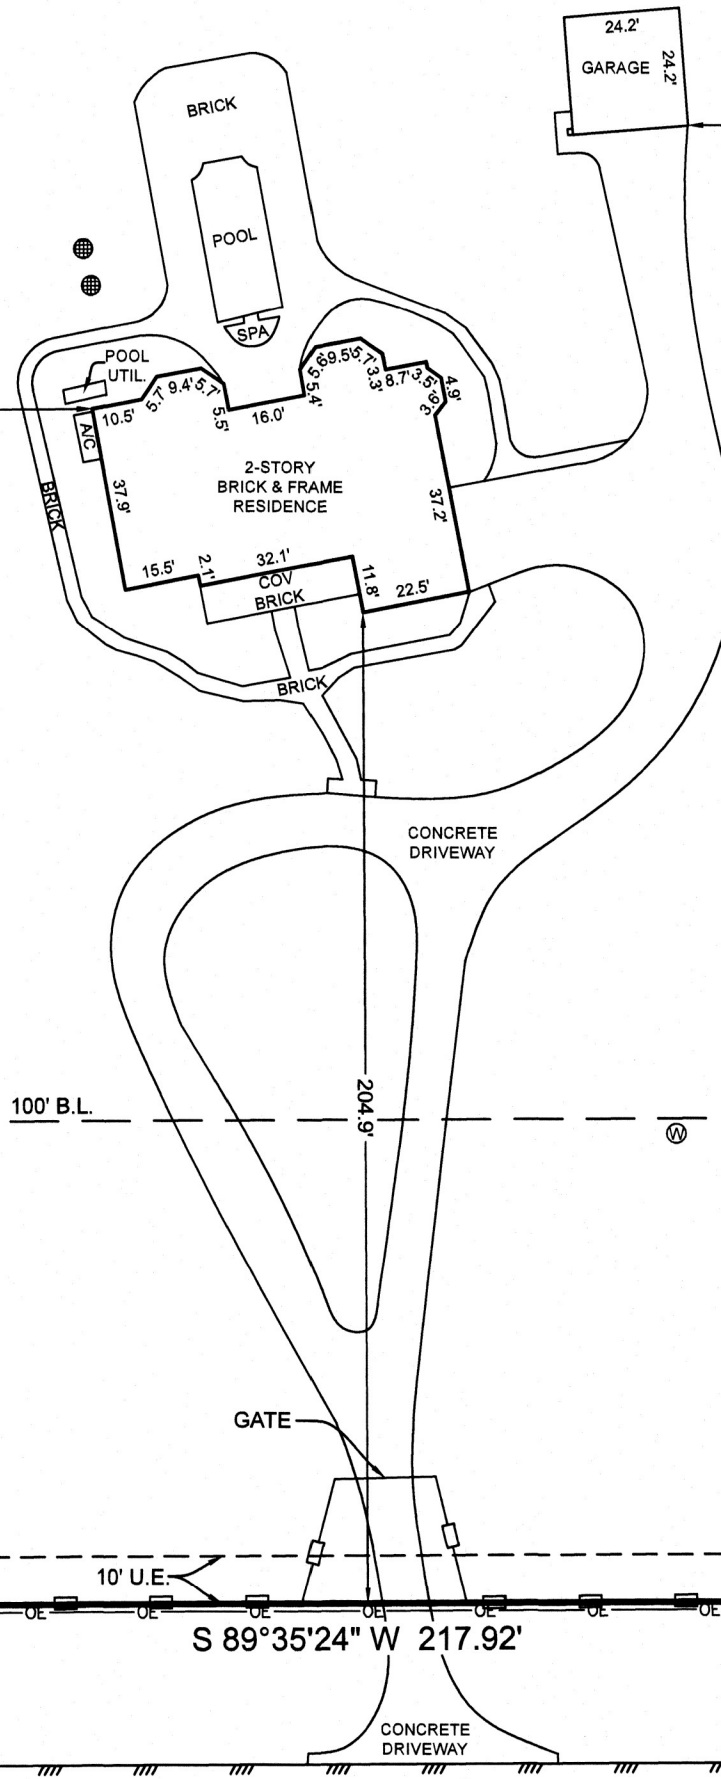 24.2'
GARAGE
24.2'
BRICK
POOL
SPA
POOL
UTIL.
10.5'
5.7'
9.4'
5.7'
5.5'
16.0'
5.4'
5.6'
9.5'
5.7'
3.3'
8.7'
3.5'
4.9'
3.6'
A/C
2-STORY
BRICK & FRAME
RESIDENCE
37.9'
37.2'
BRICK
15.5'
2.1'
32.1'
COV
BRICK
11.8'
22.5'
BRICK
CONCRETE
DRIVEWAY
204.9'
100' B.L.
W
GATE
10' U.E.
OE OE OE OE OE OE OE
S 89°35'24" W 217.92'
CONCRETE
DRIVEWAY